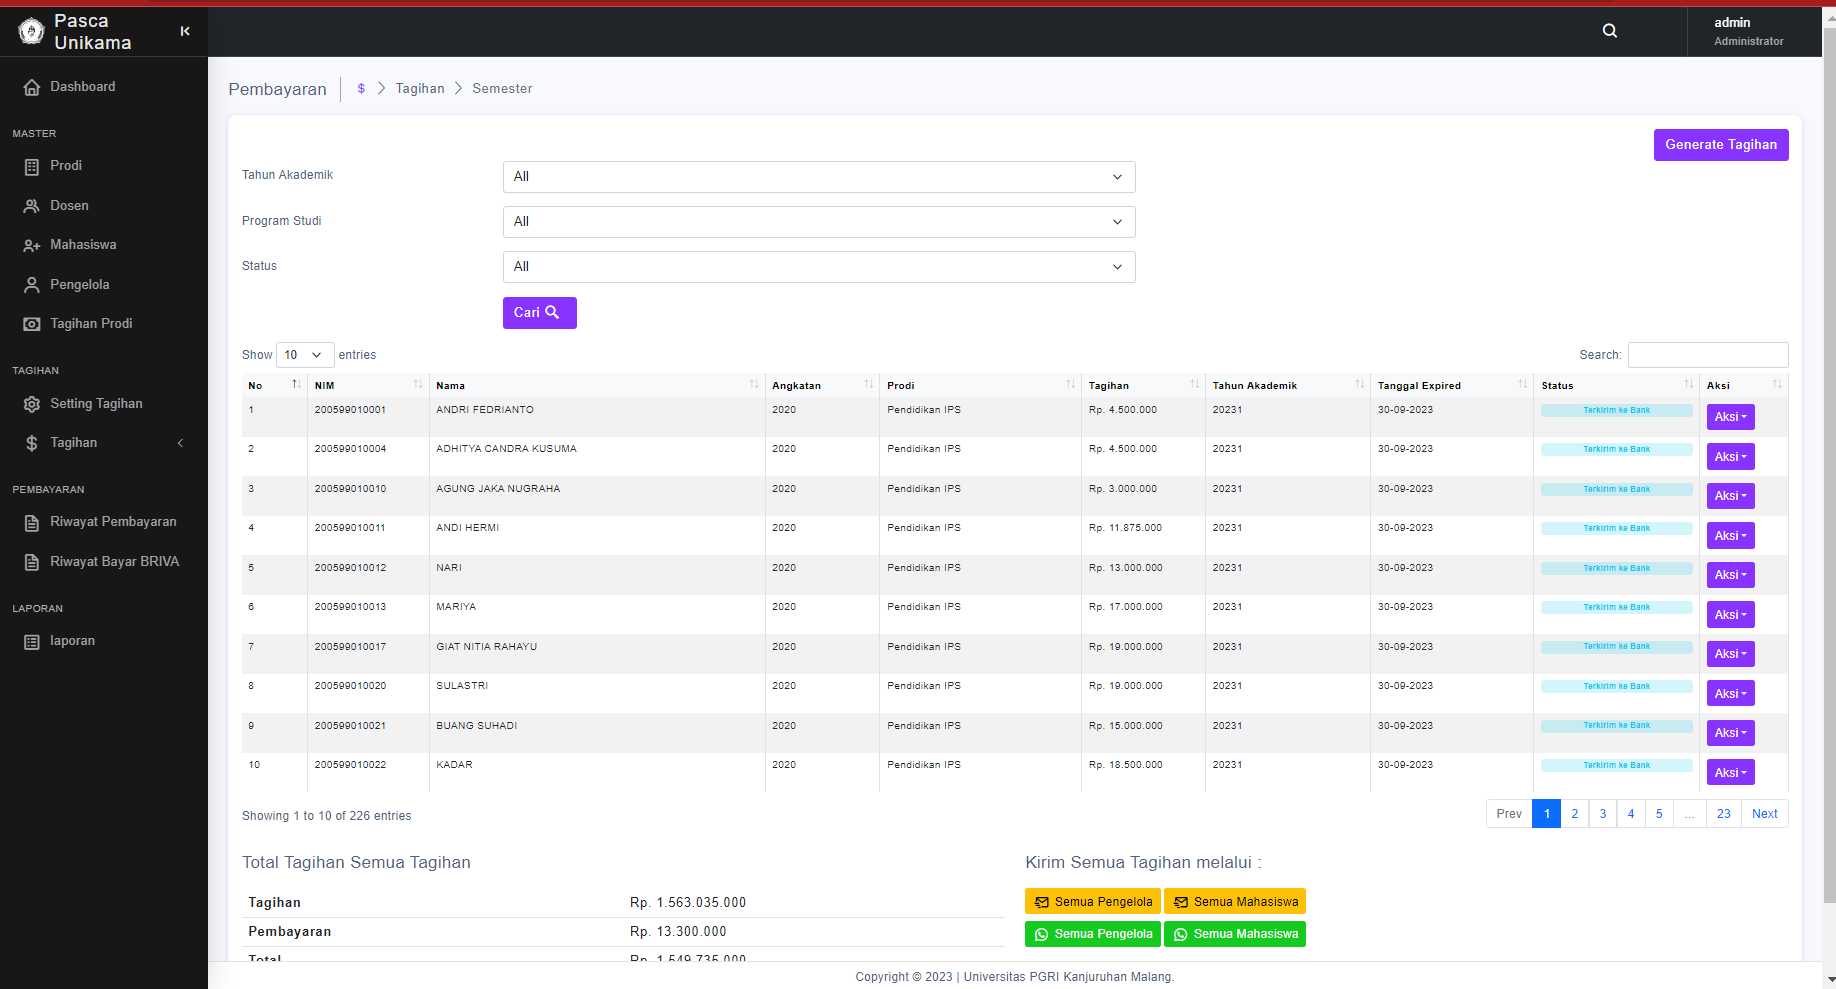 Pasca
Unikama
admin
Administrator
Dashboard
MASTER
Prodi
Dosen
Mahasiswa
Pengelola
Tagihan Prodi
TAGIHAN
Setting Tagihan
Tagihan
PEMBAYARAN
Riwayat Pembayaran
Riwayat Bayar BRIVA
LAPORAN
laporan
Pembayaran $ > Tagihan > Semester
Generate Tagihan
Tahun Akademik All
Program Studi All
Status All
Cari
Show 10 entries Search:
No NIM Nama Angkatan Prodi Tagihan Tahun Akademik Tanggal Expired Status Aksi
1 200599010001 ANDRI FEDRIANTO 2020 Pendidikan IPS Rp. 4.500.000 20231 30-09-2023 Terkirim ke Bank Aksi
2 200599010004 ADHITYA CANDRA KUSUMA 2020 Pendidikan IPS Rp. 4.500.000 20231 30-09-2023 Terkirim ke Bank Aksi
3 200599010010 AGUNG JAKA NUGRAHA 2020 Pendidikan IPS Rp. 3.000.000 20231 30-09-2023 Terkirim ke Bank Aksi
4 200599010011 ANDI HERMI 2020 Pendidikan IPS Rp. 11.875.000 20231 30-09-2023 Terkirim ke Bank Aksi
5 200599010012 NARI 2020 Pendidikan IPS Rp. 13.000.000 20231 30-09-2023 Terkirim ke Bank Aksi
6 200599010013 MARIYA 2020 Pendidikan IPS Rp. 17.000.000 20231 30-09-2023 Terkirim ke Bank Aksi
7 200599010017 GIAT NITIA RAHAYU 2020 Pendidikan IPS Rp. 19.000.000 20231 30-09-2023 Terkirim ke Bank Aksi
8 200599010020 SULASTRI 2020 Pendidikan IPS Rp. 19.000.000 20231 30-09-2023 Terkirim ke Bank Aksi
9 200599010021 BUANG SUHADI 2020 Pendidikan IPS Rp. 15.000.000 20231 30-09-2023 Terkirim ke Bank Aksi
10 200599010022 KADAR 2020 Pendidikan IPS Rp. 18.500.000 20231 30-09-2023 Terkirim ke Bank Aksi
Showing 1 to 10 of 226 entries Prev 1 2 3 4 5 ... 23 Next
Total Tagihan Semua Tagihan
Tagihan Rp. 1.563.035.000
Pembayaran Rp. 13.300.000
Total Rp. 1.549.735.000
Kirim Semua Tagihan melalui :
Semua Pengelola Semua Mahasiswa
Semua Pengelola Semua Mahasiswa
Copyright © 2023 | Universitas PGRI Kanjuruhan Malang.